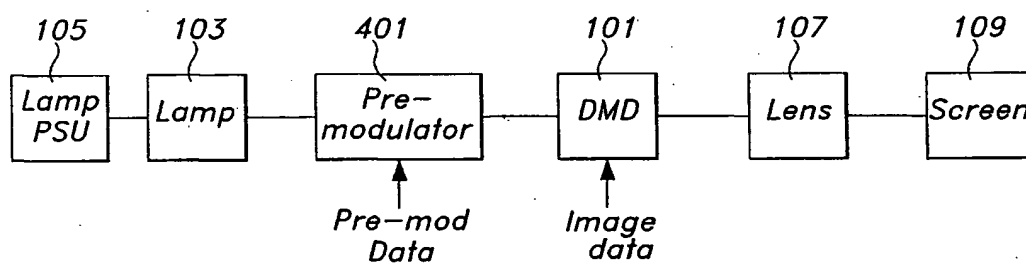 105
103
401
101
107
109
Lamp
PSU
Lamp
Pre-
modulator
DMD
Lens
Screen
Pre-mod
Data
Image
data